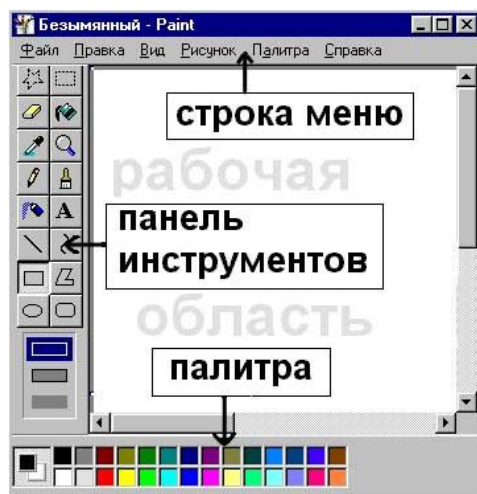 Безымянный - Paint
Файл Правка Вид Рисунок Палитра Справка
строка меню
рабочая
A
панель
инструментов
область
палитра